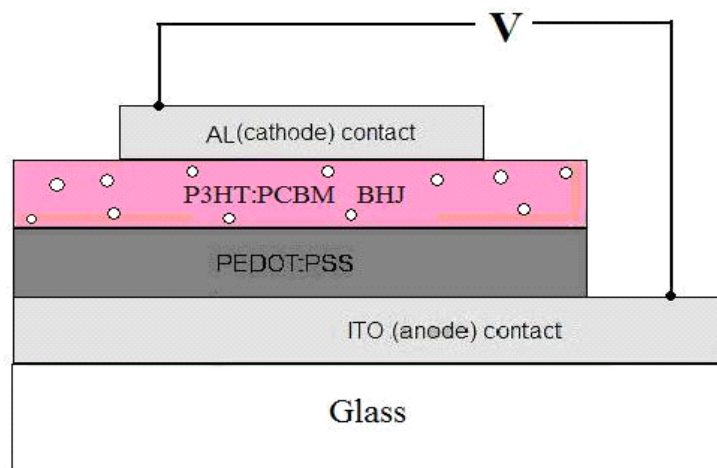 V
AL(cathode) contact
P3HT:PCBM BHJ
PEDOT:PSS
ITO (anode) contact
Glass